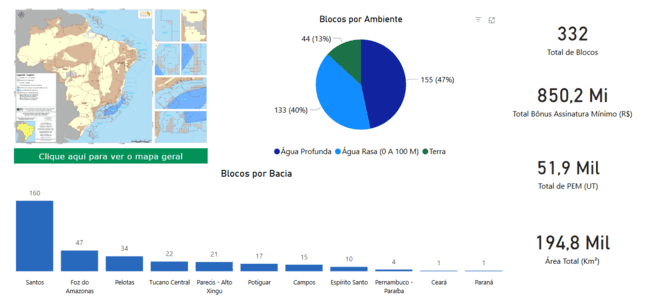 Clique aqui para ver o mapa geral
Blocos por Ambiente
44 (13%)
155 (47%)
133 (40%)
Água Profunda
Água Rasa (0 A 100 M)
Terra
332
Total de Blocos
850,2 Mi
Total Bônus Assinatura Mínimo (R$)
51,9 Mil
Total de PEM (UT)
194,8 Mil
Área Total (Km²)
Blocos por Bacia
160
47
34
22
21
17
15
10
4
1
1
Santos
Foz do
Amazonas
Pelotas
Tucano Central
Parecis - Alto
Xingu
Potiguar
Campos
Espírito Santo
Pernambuco -
Paraíba
Ceará
Paraná